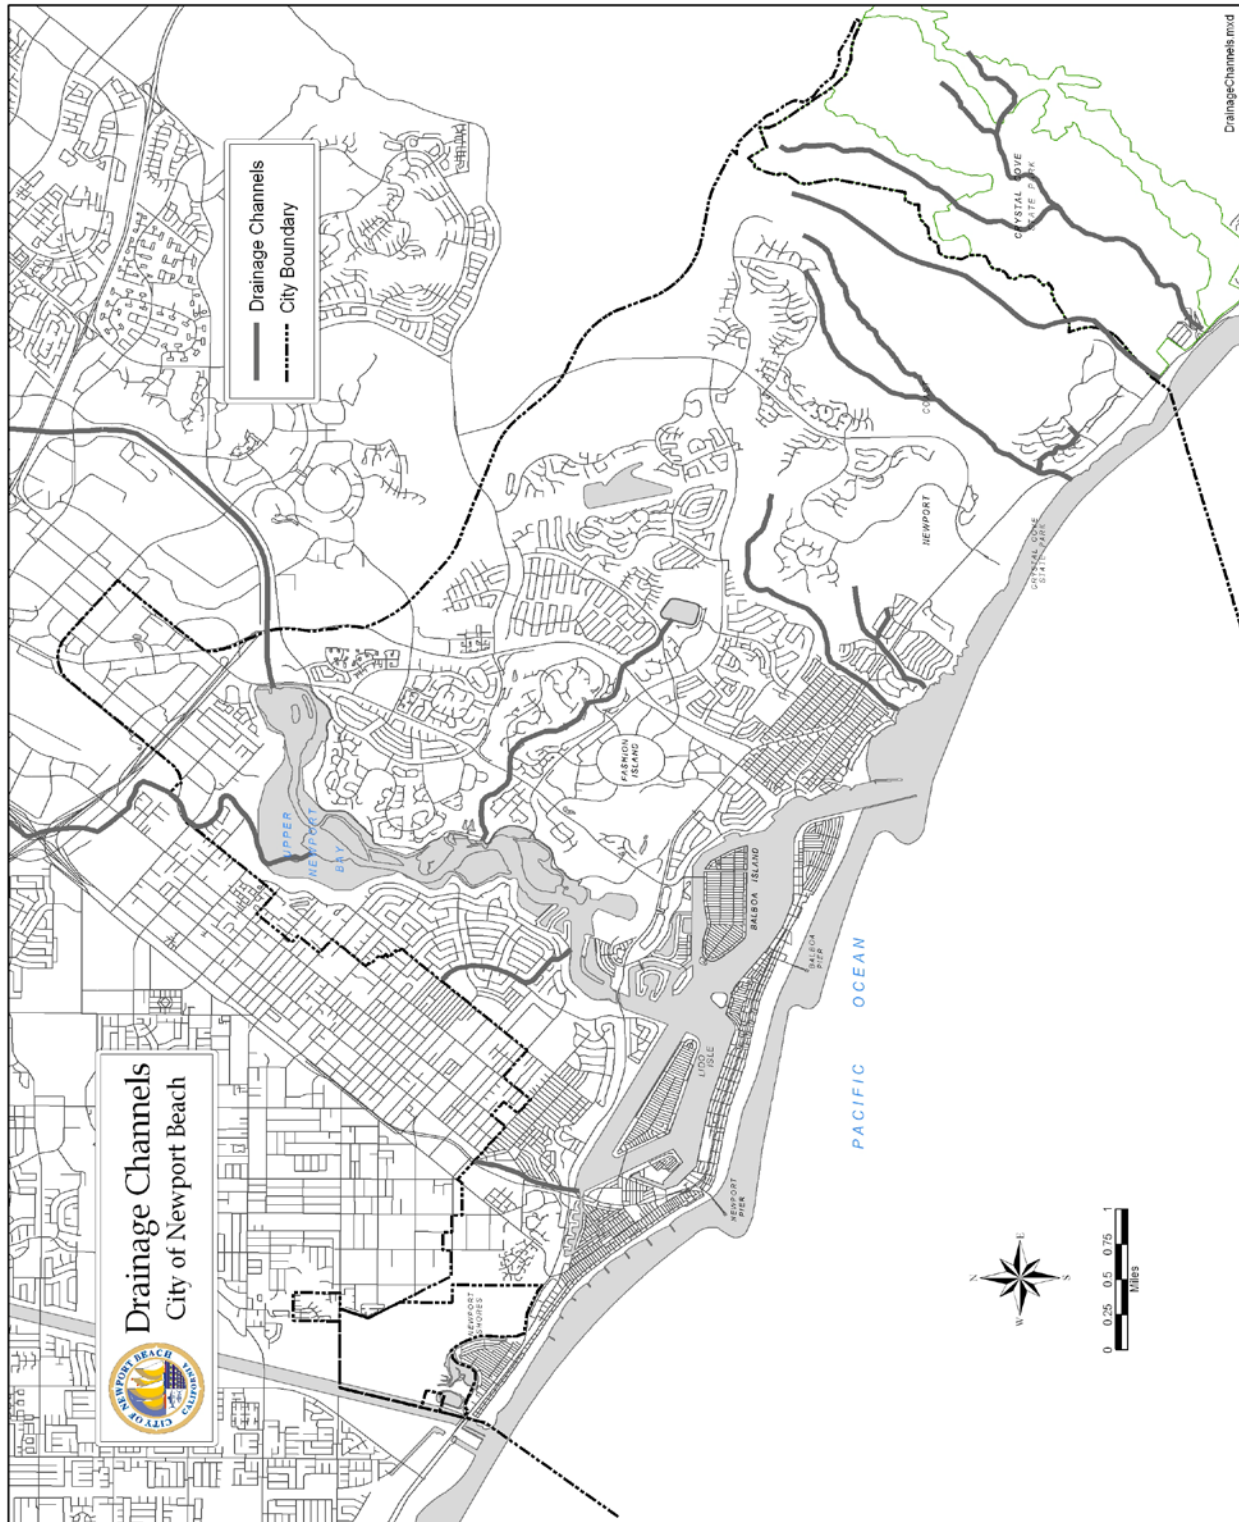 Drainage Channels
City of Newport Beach
CITY OF NEWPORT BEACH
CALIFORNIA
Drainage Channels
City Boundary
UPPER
NEWPORT
BAY
FASHION
ISLAND
BALBOA ISLAND
LIDO
ISLE
NEWPORT
SHORES
NEWPORT
PIER
BALBOA
PIER
PACIFIC OCEAN
NEWPORT
COAST
CRYSTAL COVE
STATE PARK
CRYSTAL COVE
STATE PARK
N
W
E
S
0 0.25 0.5 0.75 1
Miles
DrainageChannels.mxd